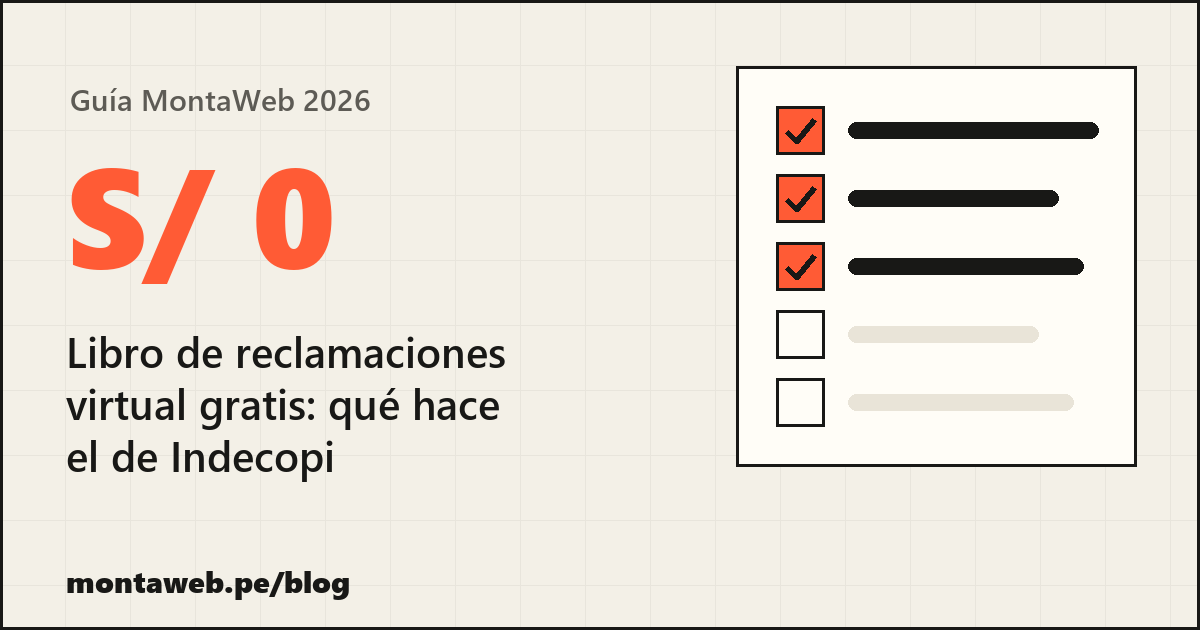 Guía MontaWeb 2026
S/ 0
Libro de reclamaciones
virtual gratis: qué hace
el de Indecopi
montaweb.pe/blog